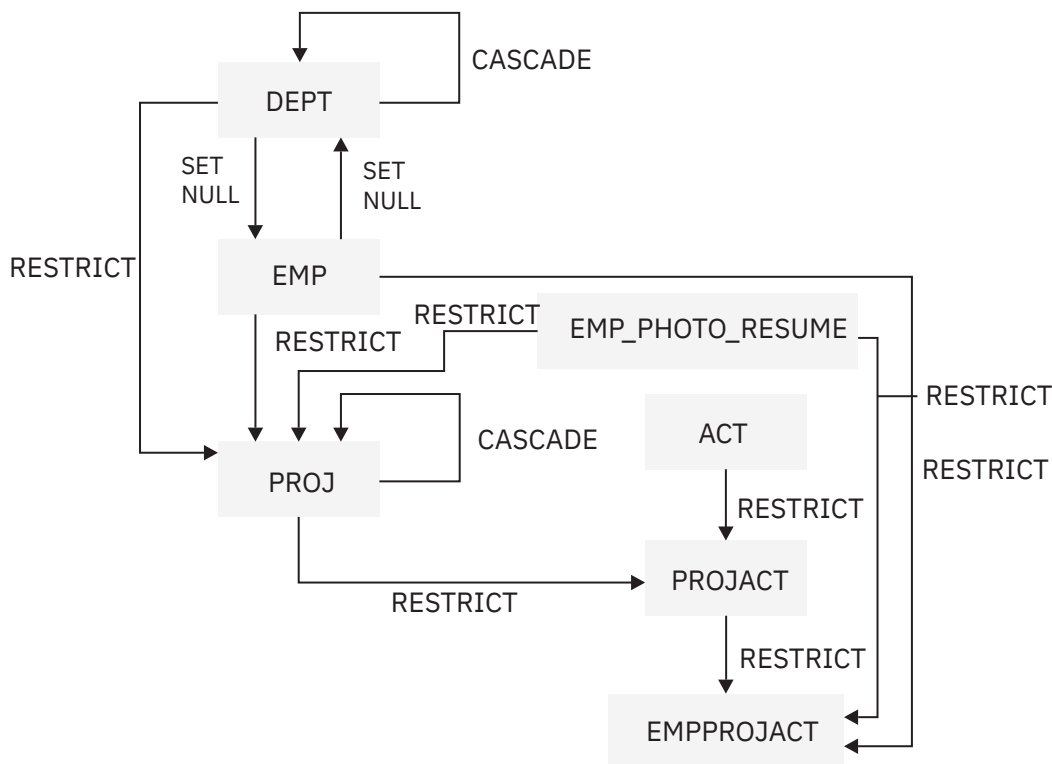 CASCADE
DEPT
SET
NULL
SET
NULL
RESTRICT
EMP
RESTRICT
EMP_PHOTO_RESUME
RESTRICT
RESTRICT
ACT
CASCADE
RESTRICT
PROJ
RESTRICT
PROJACT
RESTRICT
RESTRICT
EMPPROJACT